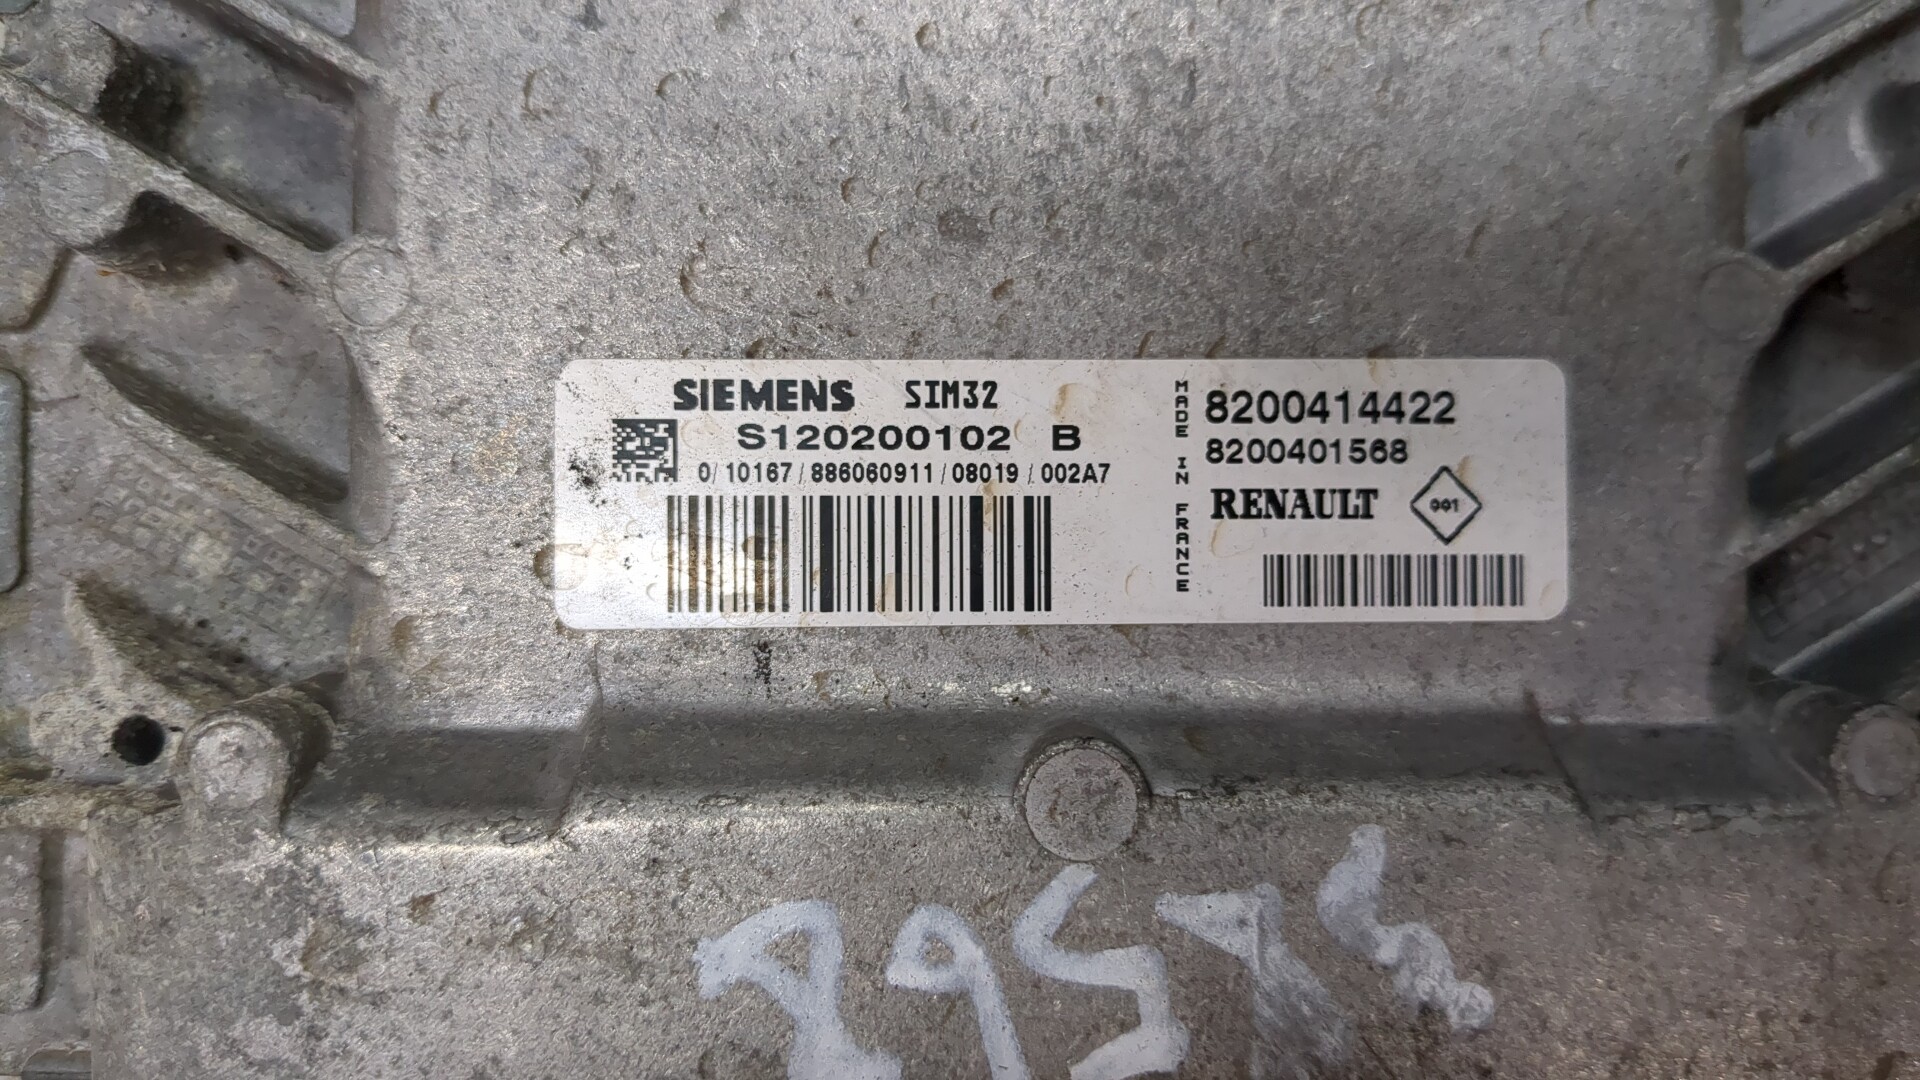 SIEMENS SIM32
S120200102 B
0/10167/886060911/08019/002A7
MADE IN FRANCE
8200414422
8200401568
RENAULT